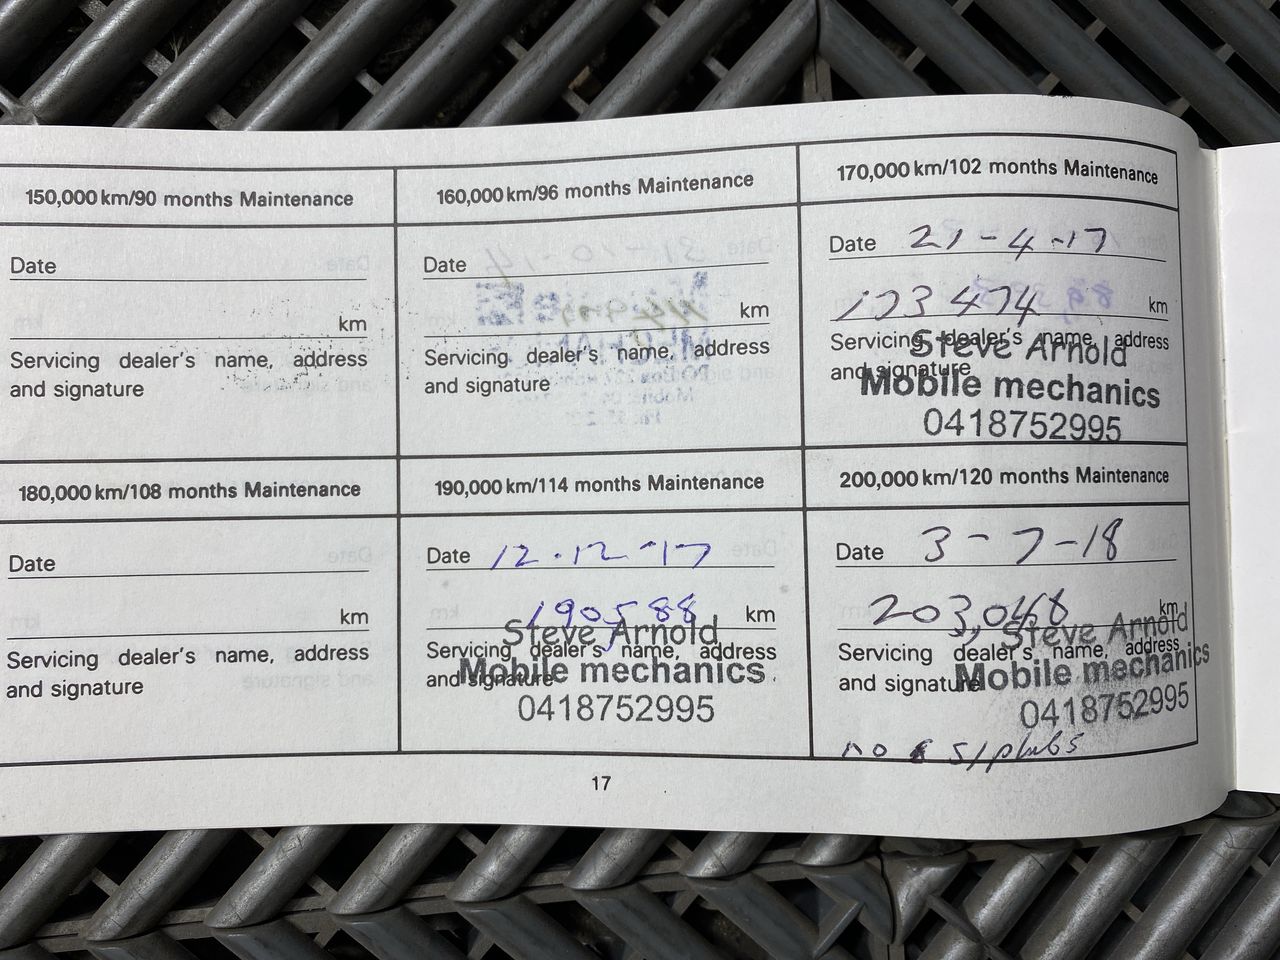 150,000 km/90 months Maintenance
Date
km
Servicing dealer's name, address
and signature
160,000 km/96 months Maintenance
Date
km
Servicing dealer's name, address
and signature
170,000 km/102 months Maintenance
Date 21-4-17
173 474 km
Servicing dealer's name, address
and signature
Steve Arnold
Mobile mechanics
0418752995
180,000 km/108 months Maintenance
Date
km
Servicing dealer's name, address
and signature
190,000 km/114 months Maintenance
Date 12.12-17
190588 km
Servicing dealer's name, address
and signature
Steve Arnold
Mobile mechanics.
0418752995
200,000 km/120 months Maintenance
Date 3-7-18
203,048 km
Servicing dealer's name, address
and signature
Steve Arnold
Mobile mechanics
0418752995
no s/plubs
17